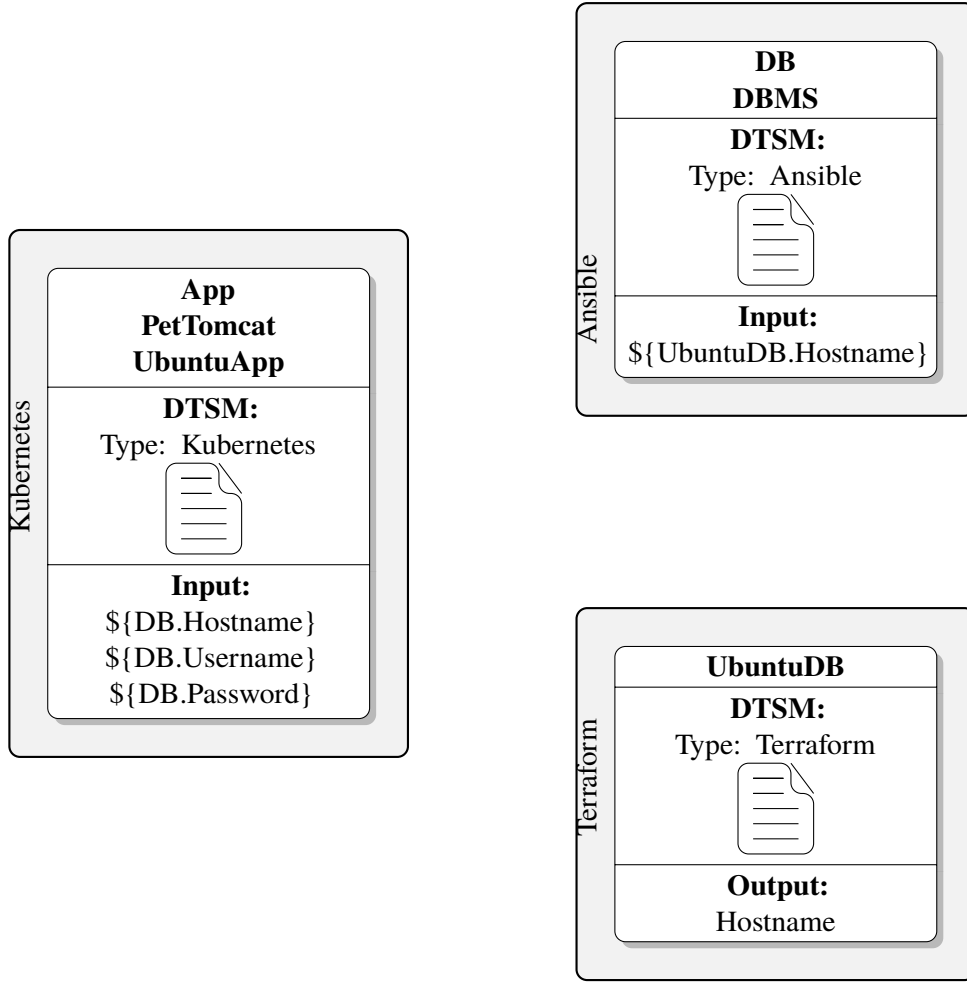 Kubernetes
App
PetTomcat
UbuntuApp
DTSM:
Type: Kubernetes
Input:
${DB.Hostname}
${DB.Username}
${DB.Password}
Ansible
DB
DBMS
DTSM:
Type: Ansible
Input:
${UbuntuDB.Hostname}
Terraform
UbuntuDB
DTSM:
Type: Terraform
Output:
Hostname